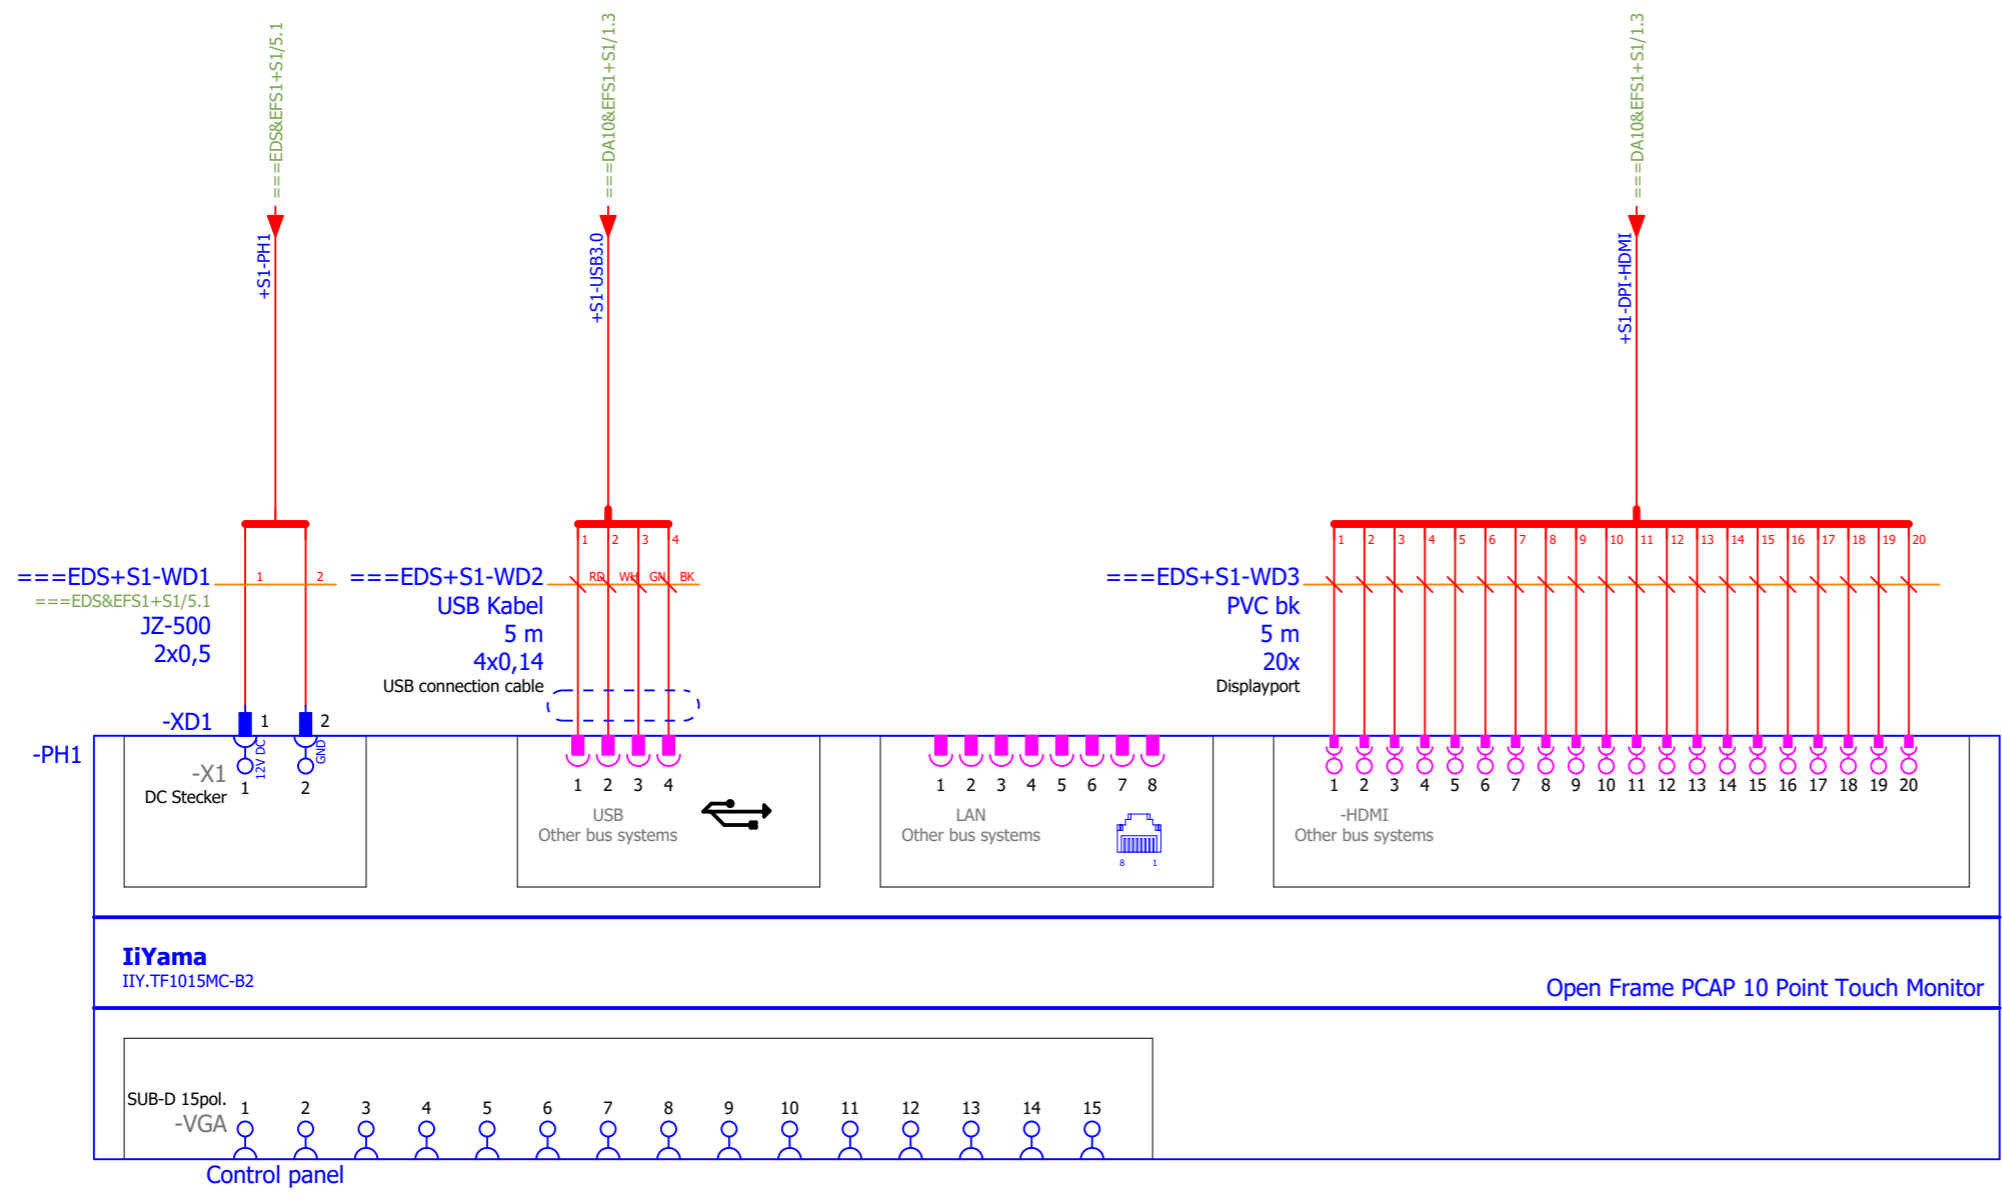 ===EDS&EFS1+S1/5.1
===DA10&EFS1+S1/1.3
===DA10&EFS1+S1/1.3
+S1-PH1
+S1-USB3.0
+S1-DPI-HDMI
1 2 3 4
1 2 3 4 5 6 7 8 9 10 11 12 13 14 15 16 17 18 19 20
===EDS+S1-WD1
1 2
===EDS&EFS1+S1/5.1
JZ-500
2x0,5
===EDS+S1-WD2
RD WH GN BK
USB Kabel
5 m
4x0,14
USB connection cable
===EDS+S1-WD3
PVC bk
5 m
20x
Displayport
-XD1
1 2
-PH1
12V DC
GND
-X1
DC Stecker
1 2
1 2 3 4
USB
Other bus systems
1 2 3 4 5 6 7 8
LAN
Other bus systems
8 1
1 2 3 4 5 6 7 8 9 10 11 12 13 14 15 16 17 18 19 20
-HDMI
Other bus systems
IiYama
IIY.TF1015MC-B2
Open Frame PCAP 10 Point Touch Monitor
SUB-D 15pol.
-VGA
1 2 3 4 5 6 7 8 9 10 11 12 13 14 15
Control panel